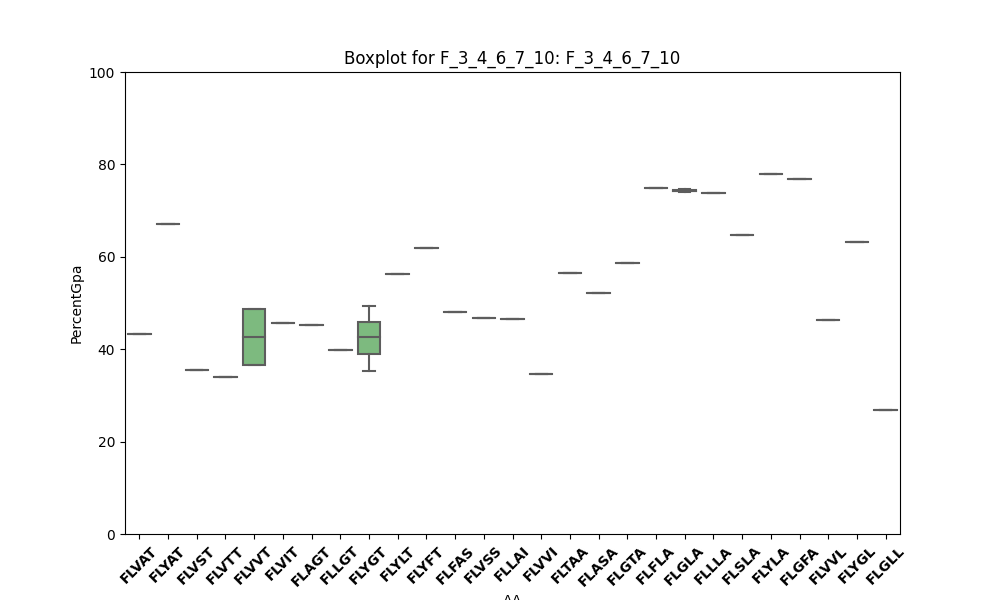 Boxplot for F_3_4_6_7_10: F_3_4_6_7_10
100
80
60
40
20
0
PercentGpa
FLVAT FLYAT FLVST FLVTT FLVVT FLVIT FLAGT FLLGT FLYGT FLYLT FLYFT FLFAS FLVSS FLLAI FLVVI FLTAA FLASA FLGTA FLFLA FLGLA FLLLA FLSLA FLYLA FLGFA FLVVL FLYGL FLGLL
AA